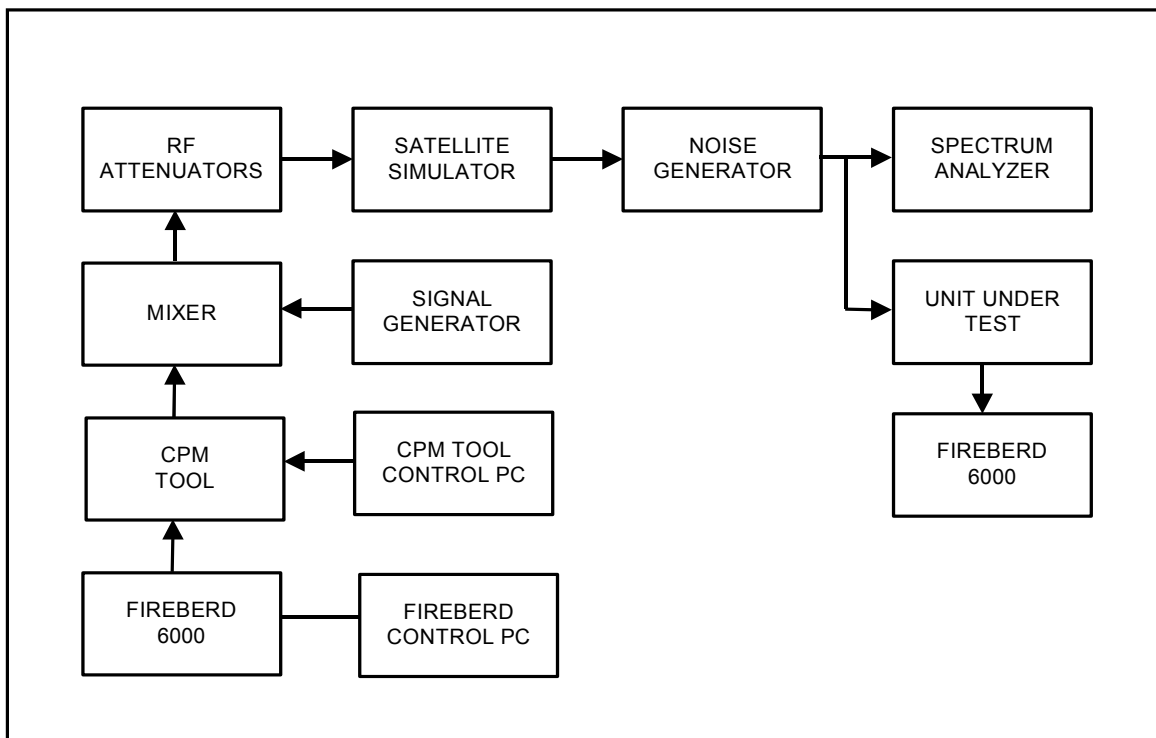 RF
ATTENUATORS
SATELLITE
SIMULATOR
NOISE
GENERATOR
SPECTRUM
ANALYZER
MIXER
SIGNAL
GENERATOR
UNIT UNDER
TEST
CPM
TOOL
CPM TOOL
CONTROL PC
FIREBERD
6000
FIREBERD
6000
FIREBERD
CONTROL PC